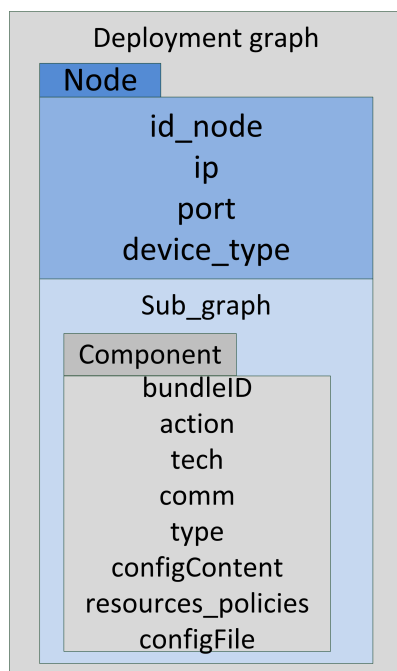 Deployment graph
Node
id_node
ip
port
device_type
Sub_graph
Component
bundleID
action
tech
comm
type
configContent
resources_policies
configFile